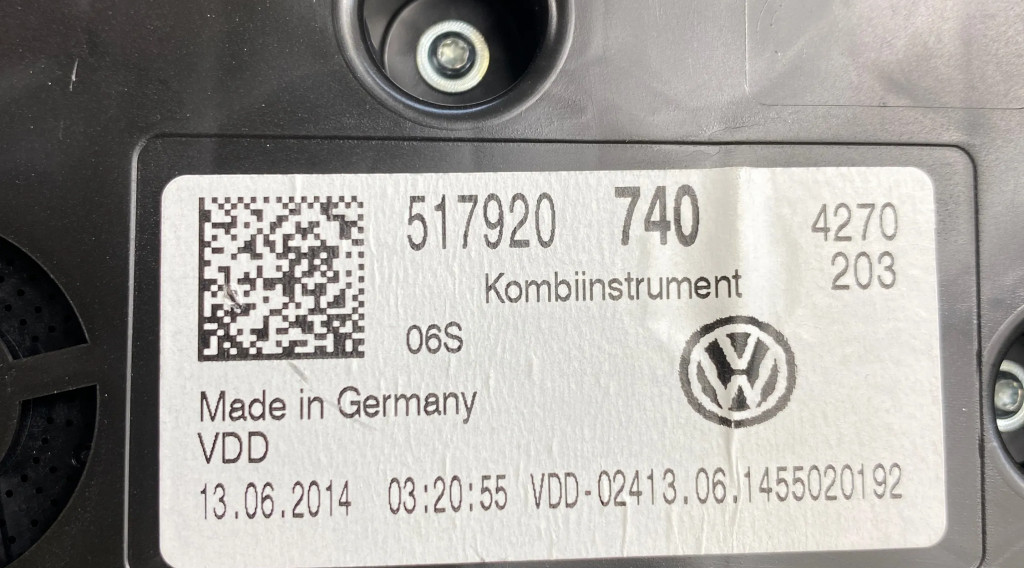 517920 740 4270
203
Kombiinstrument
06S
Made in Germany
VDD
13.06.2014 03:20:55 VDD-02413.06.1455020192